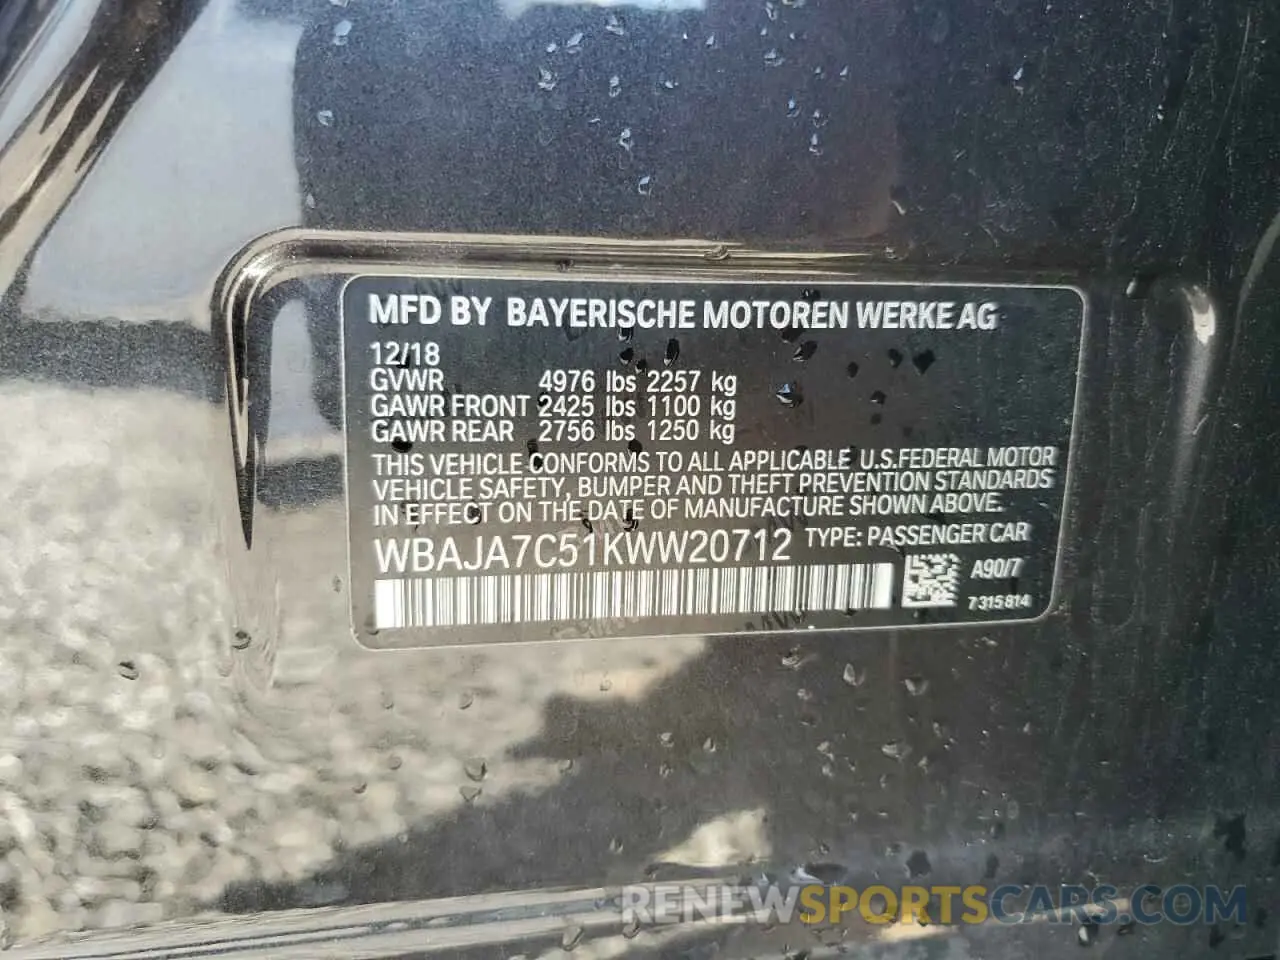 MFD BY BAYERISCHE MOTOREN WERKE AG
12/18
GVWR 4976 lbs 2257 kg
GAWR FRONT 2425 lbs 1100 kg
GAWR REAR 2756 lbs 1250 kg
THIS VEHICLE CONFORMS TO ALL APPLICABLE U.S.FEDERAL MOTOR
VEHICLE SAFETY, BUMPER AND THEFT PREVENTION STANDARDS
IN EFFECT ON THE DATE OF MANUFACTURE SHOWN ABOVE.
WBAJA7C51KWW20712 TYPE: PASSENGER CAR
A90/7
7315814
RENEWSPORTSCARS.COM